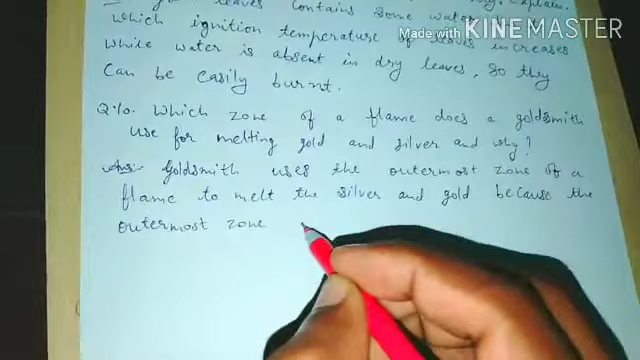 leaves contains some water
Made with KINEMASTER
which ignition temperature of leaves increases
while water is absent in dry leaves, so they
Can be easily burnt.
Q%. Which zone of a flame does a goldsmith
use for melting gold and silver and why?
Ans:- Goldsmith uses the outermost zone of a
flame to melt the silver and gold because the
outermost zone